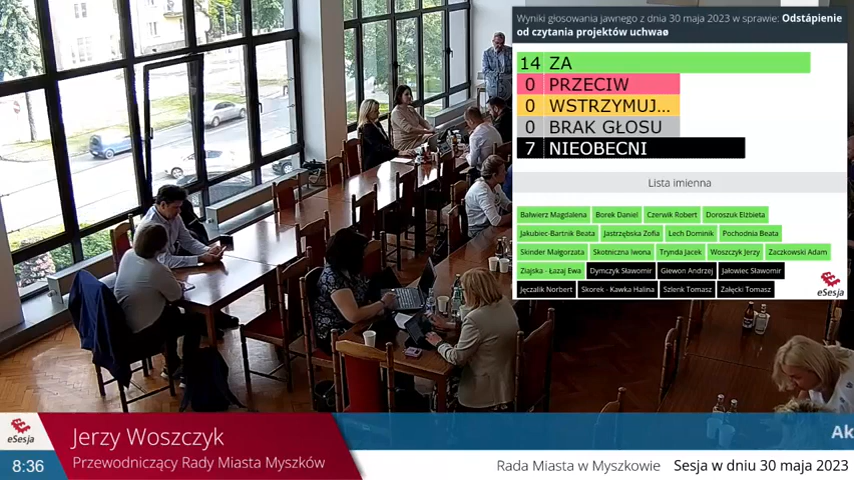 Wyniki głosowania jawnego z dnia 30 maja 2023 w sprawie: Odstąpienie
od czytania projektów uchwał
14 ZA
0 PRZECIW
0 WSTRZYMUJ...
0 BRAK GŁOSU
7 NIEOBECNI
Lista imienna
Bałwierz Magdalena Borek Daniel Czerwik Robert Doroszuk Elżbieta
Jakubiec-Bartnik Beata Jastrzębska Zofia Lech Dominik Pochodnia Beata
Skinder Małgorzata Skotniczna Iwona Trynda Jacek Woszczyk Jerzy Zaczkowski Adam
Ziajska - Łazaj Ewa Dymczyk Sławomir Giewon Andrzej Jałowiec Sławomir
Jęczalik Norbert Skorek - Kawka Halina Szlenk Tomasz Załęcki Tomasz
eSesja
eSesja
Jerzy Woszczyk
Ak
8:36
Przewodniczący Rady Miasta Myszków
Rada Miasta w Myszkowie Sesja w dniu 30 maja 2023